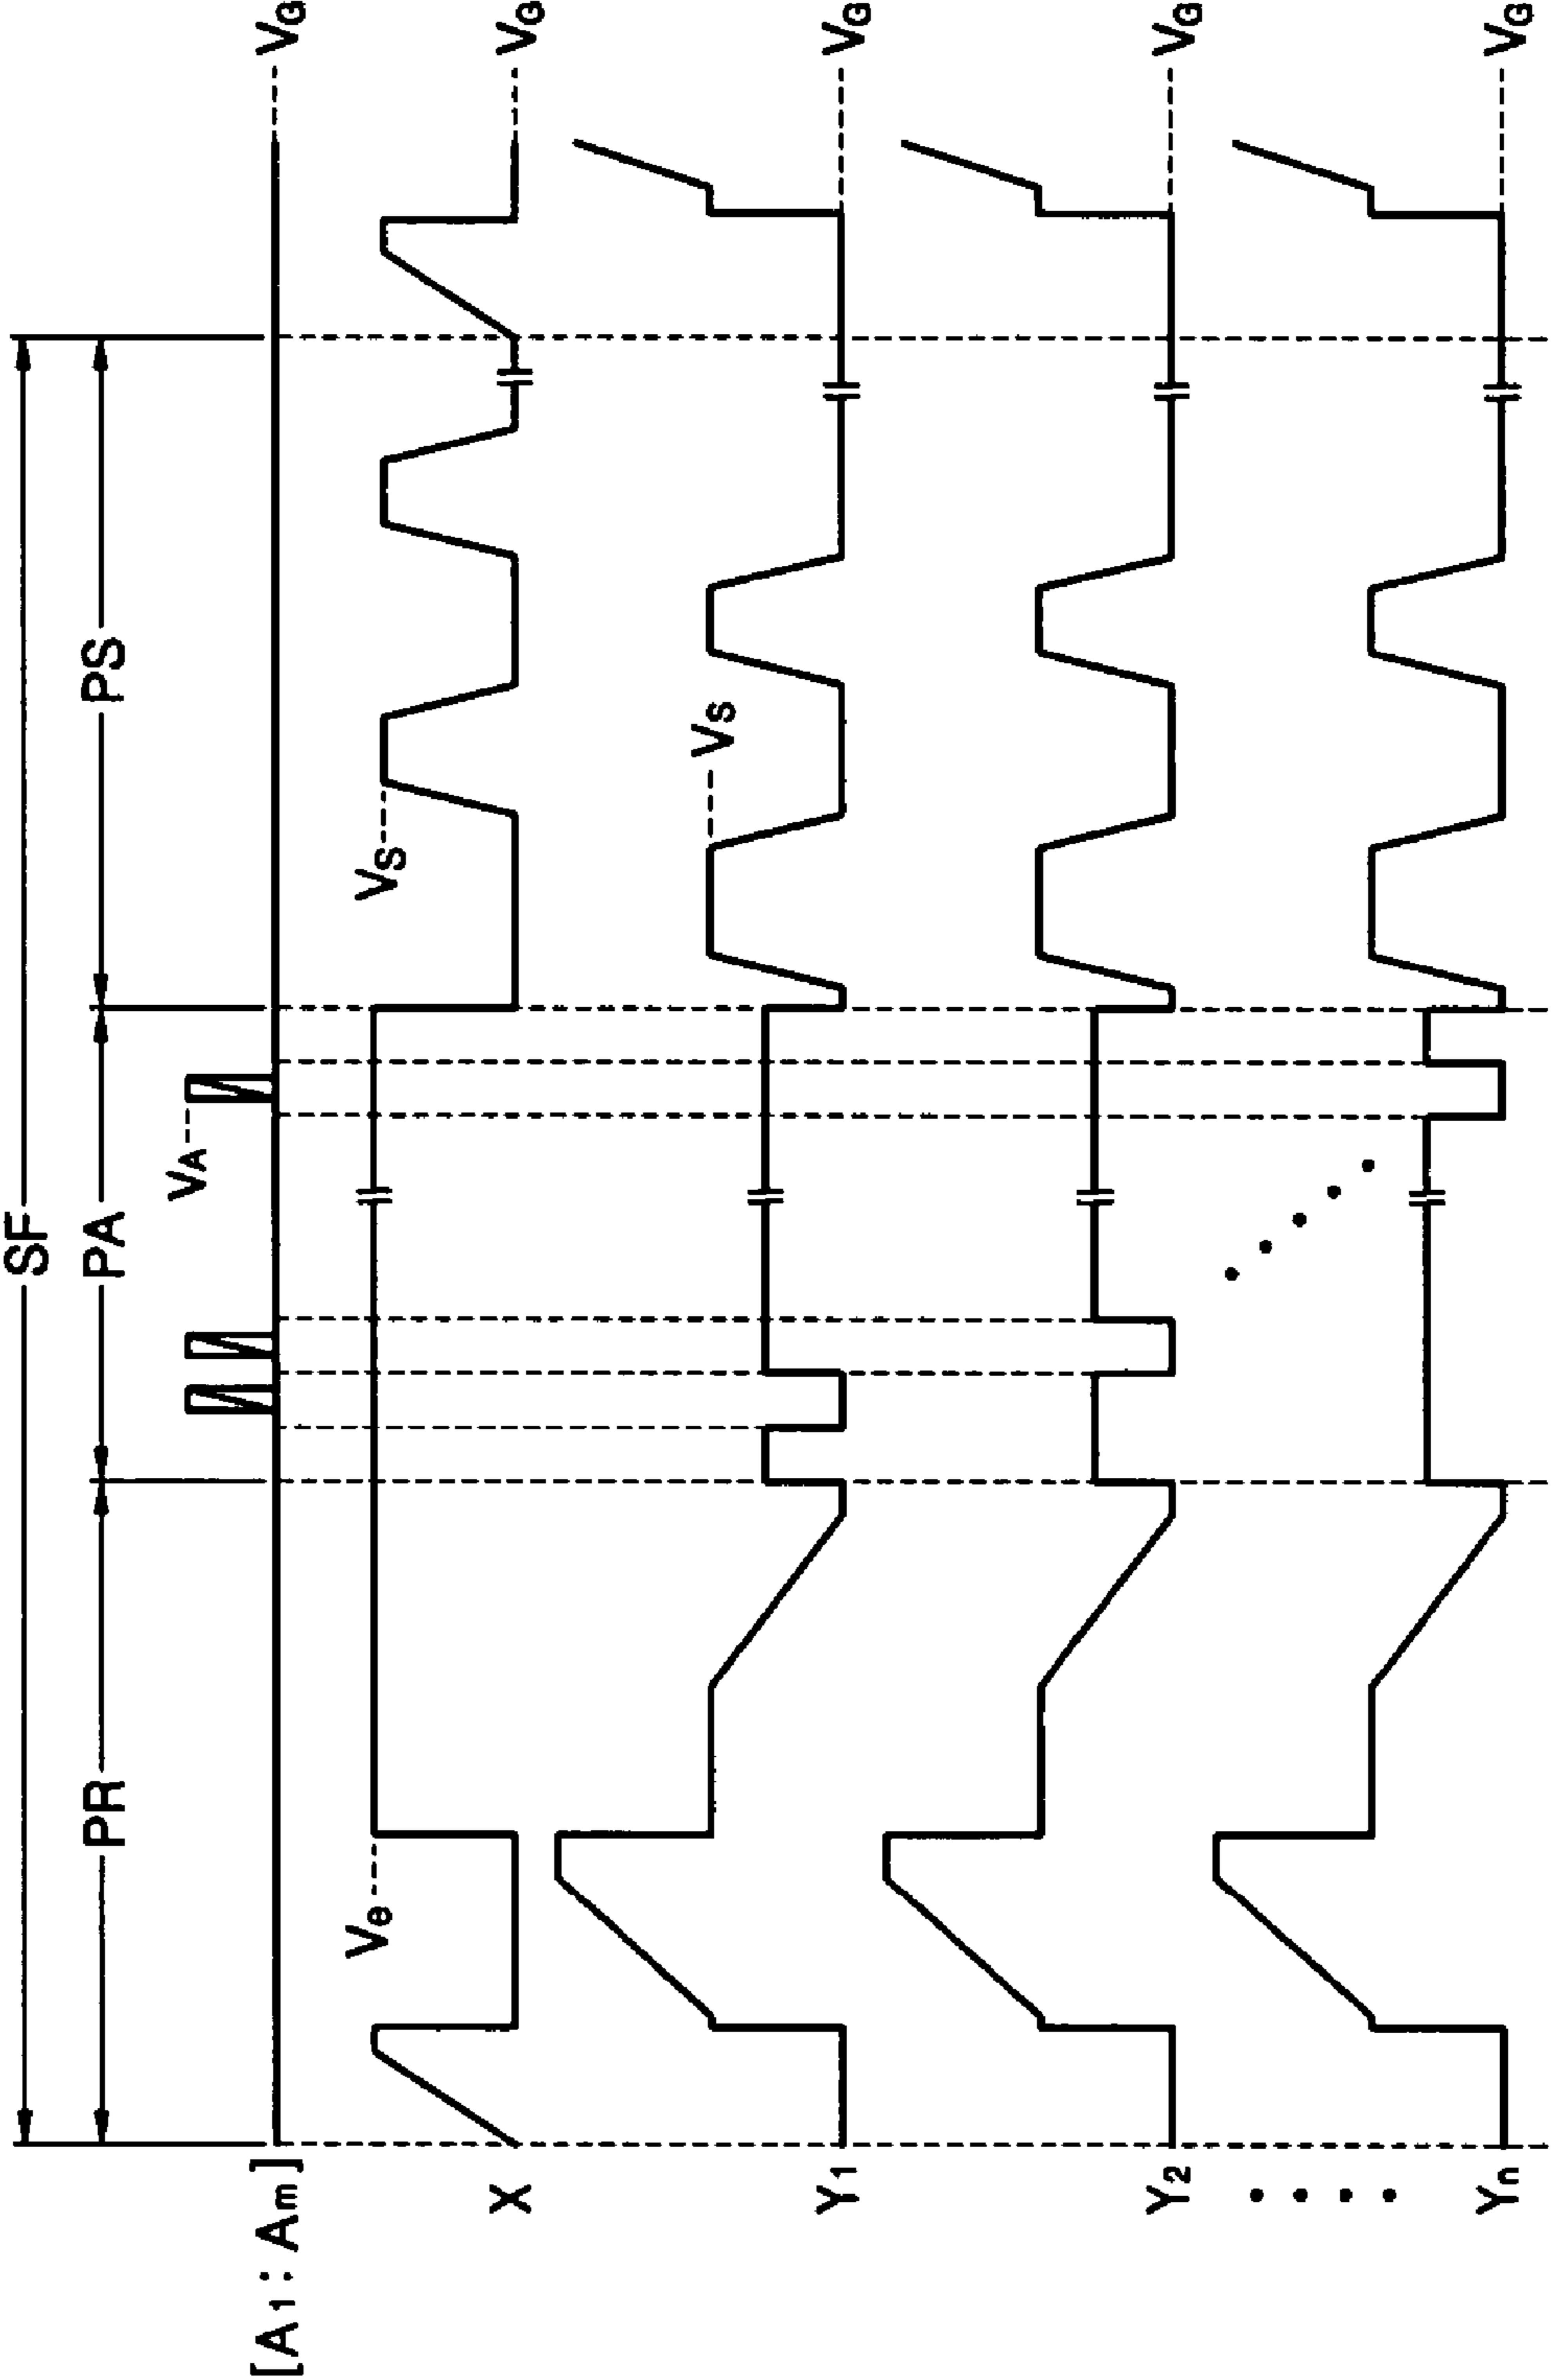 SF
PR PA PS
[A1:Am] VA VG
X Ve VS VG
Y1 VS VG
Y2 VG
Yn VG